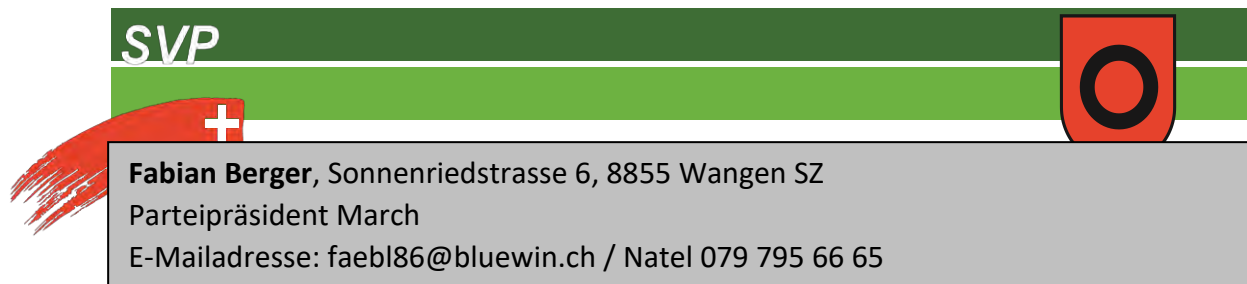 SVP
Fabian Berger, Sonnenriedstrasse 6, 8855 Wangen SZ
Parteipräsident March
E-Mailadresse: faebl86@bluewin.ch / Natel 079 795 66 65